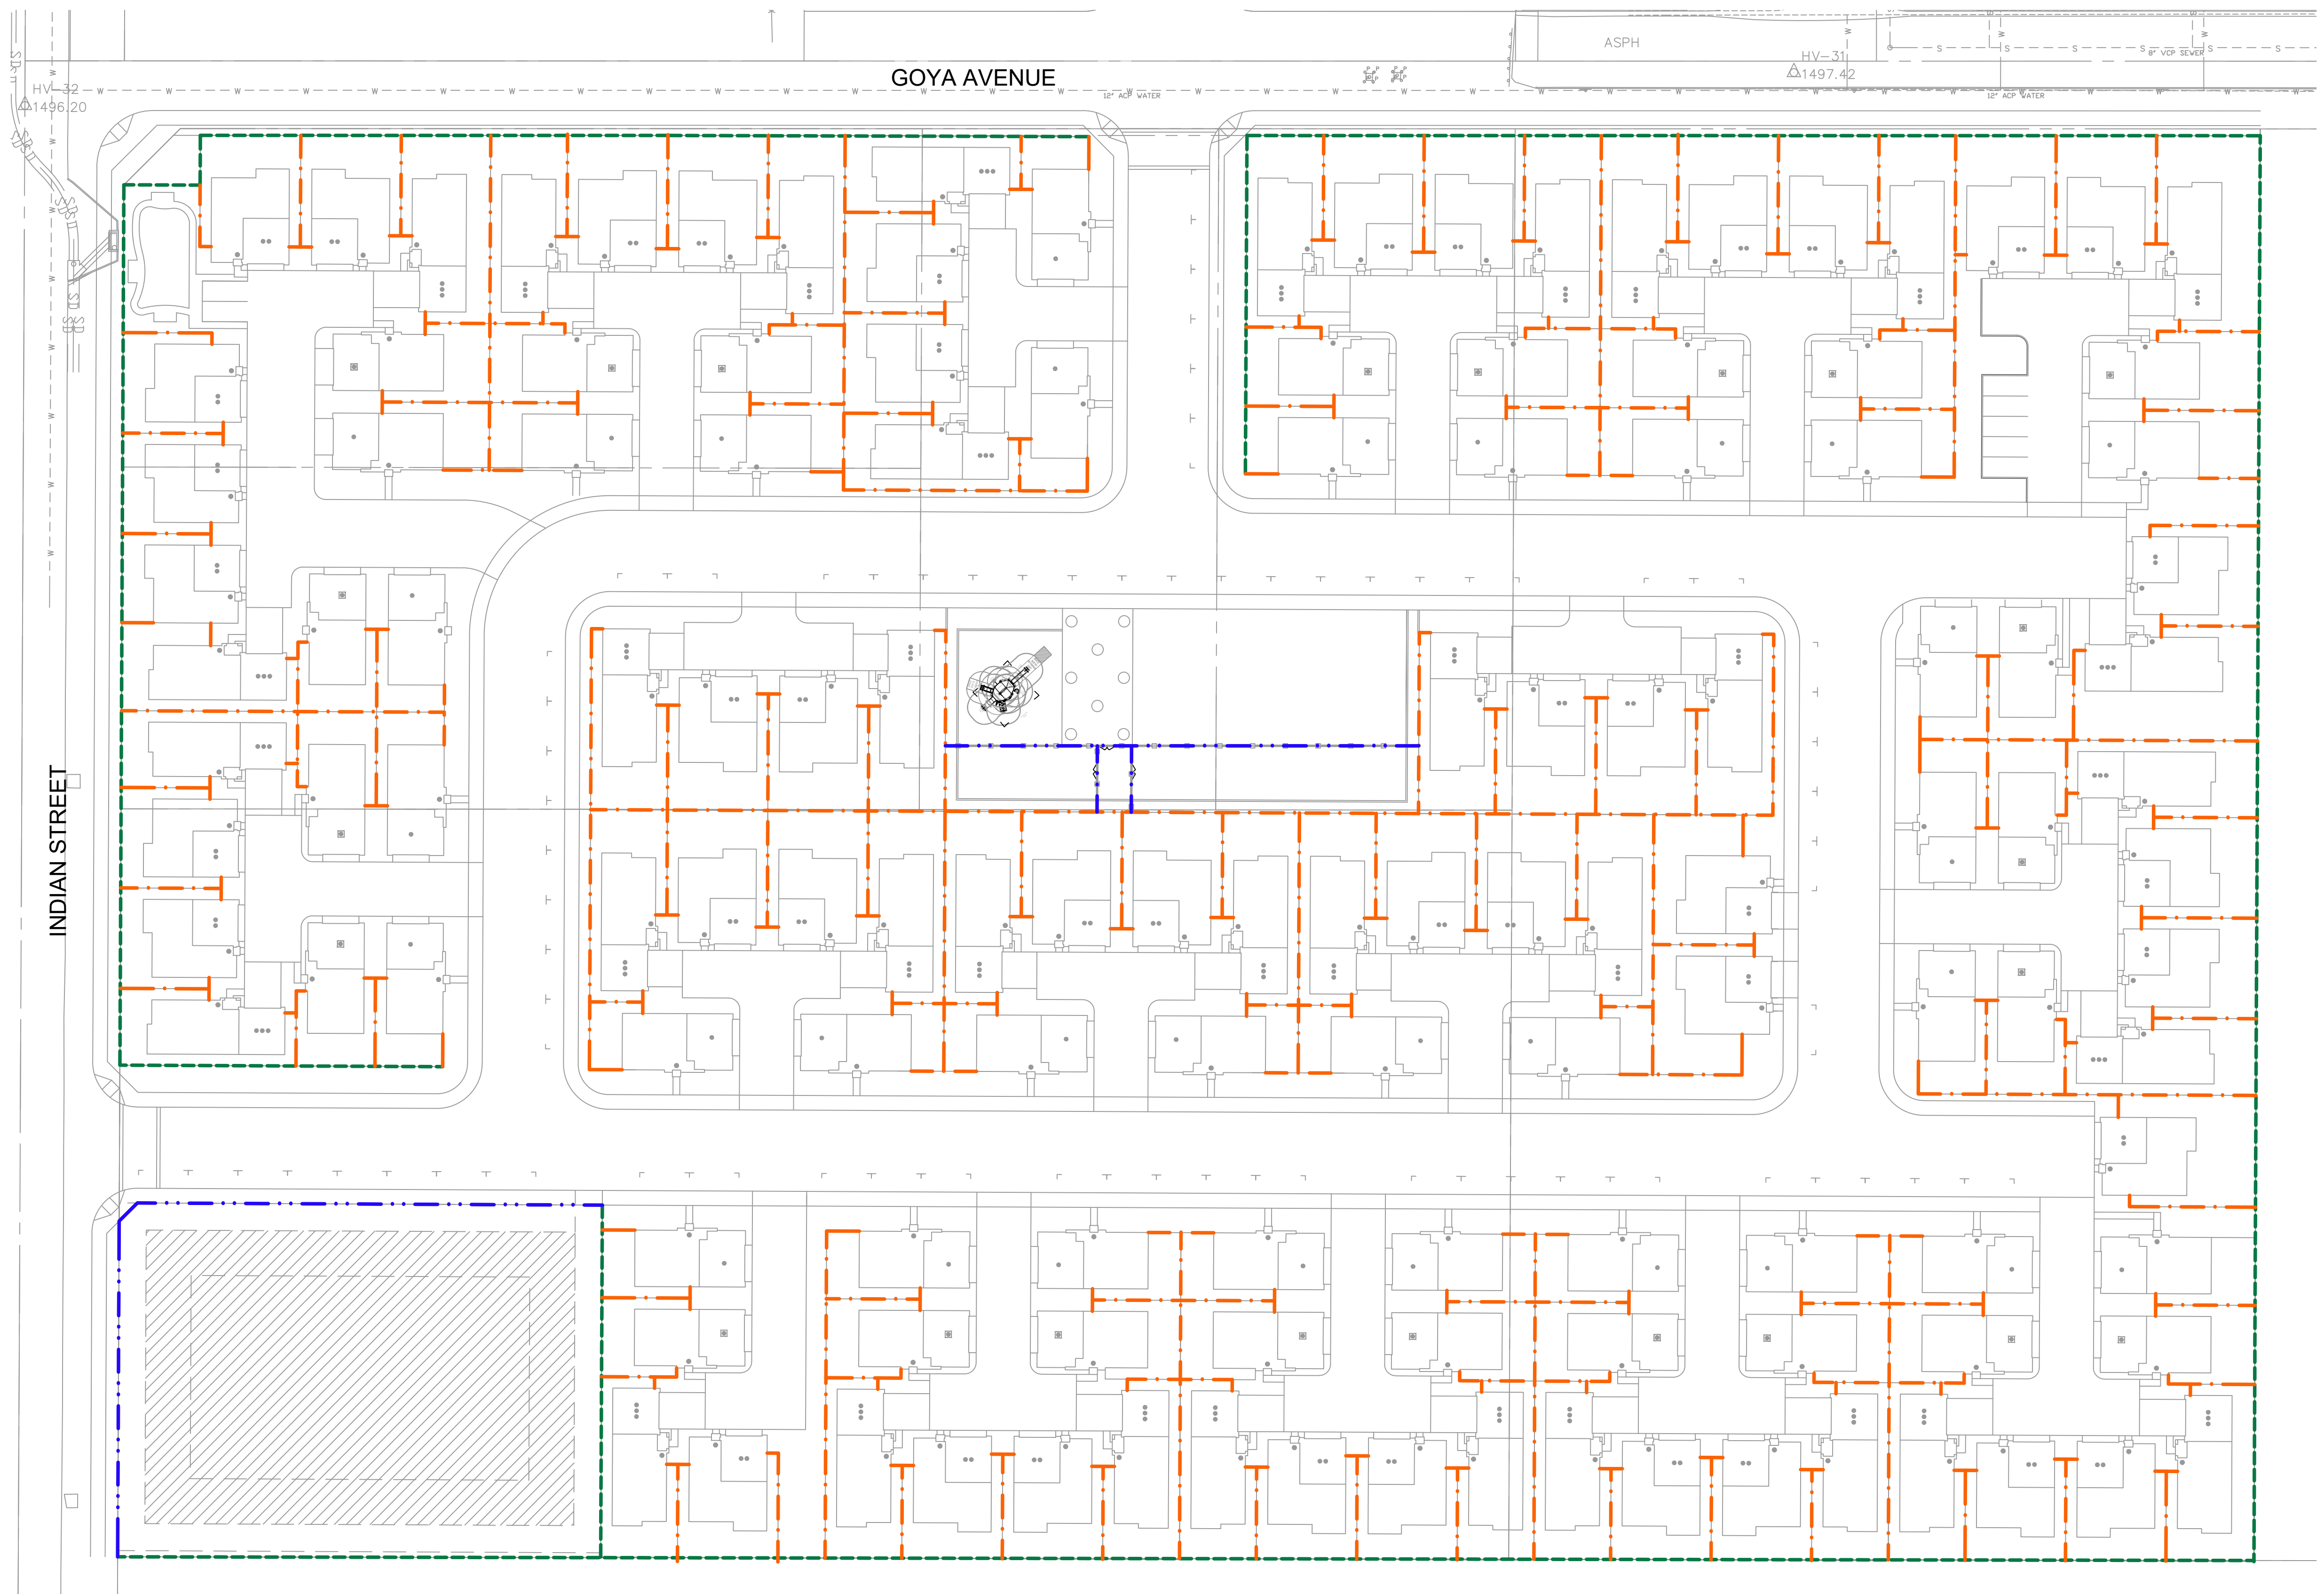 ASPH
8" VCP SEWER
HV-31
1497.42
GOYA AVENUE
HV-32
1496.20
12" ACP WATER
12" ACP WATER
INDIAN STREET